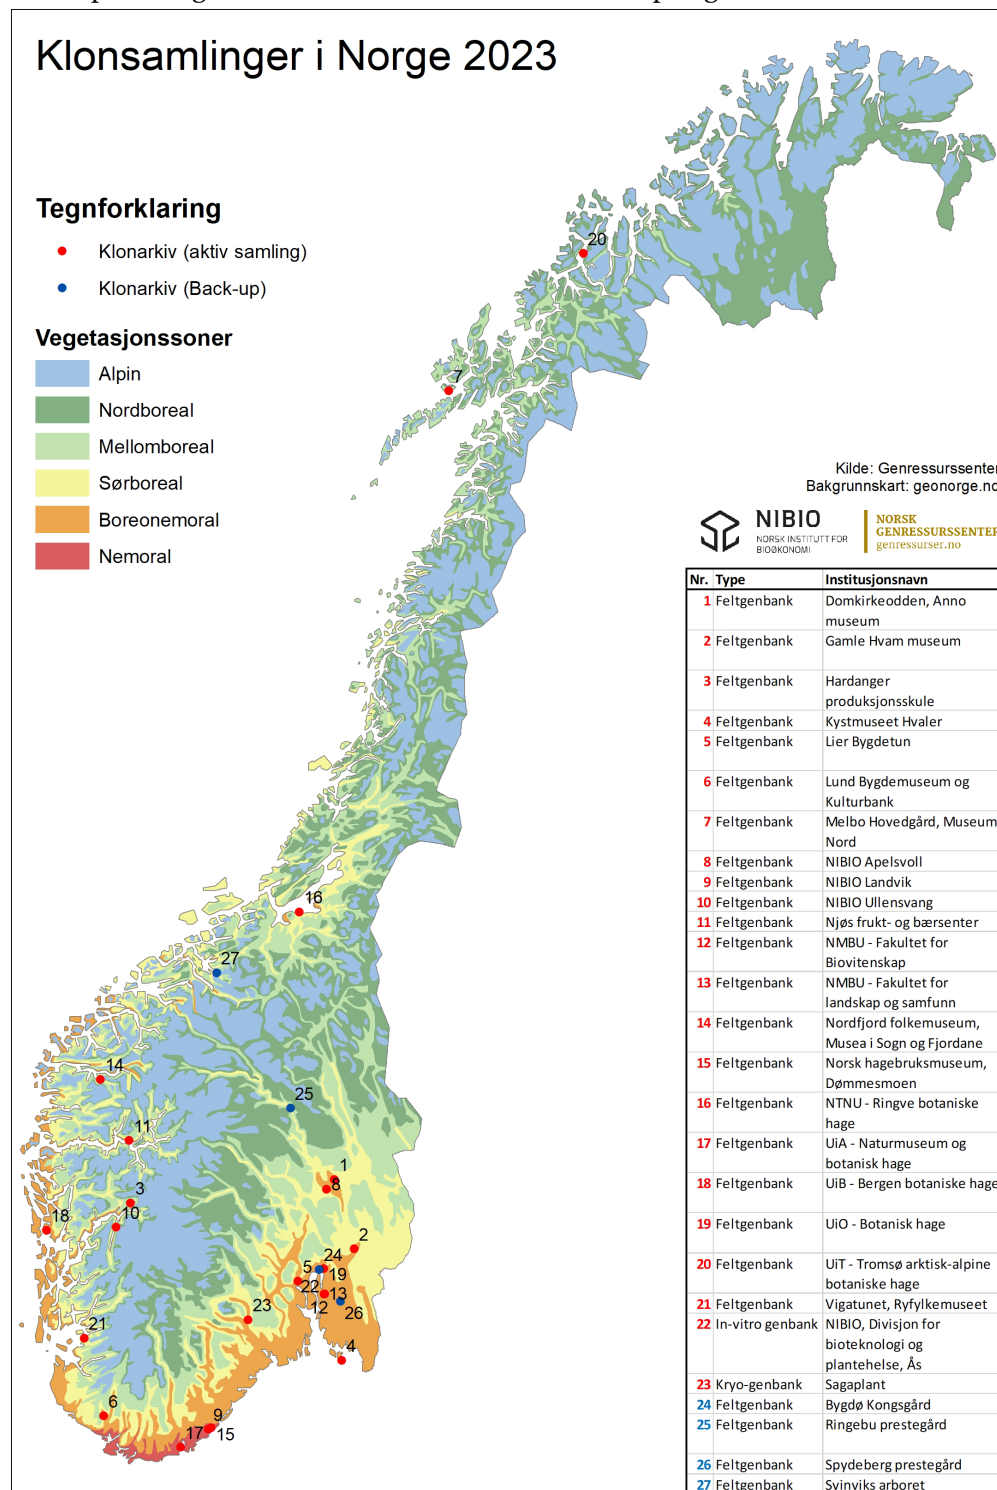 Klonsamlinger i Norge 2023
Tegnforklaring
Klonarkiv (aktiv samling)
Klonarkiv (Back-up)
Vegetasjonssoner
Alpin
Nordboreal
Mellomboreal
Sørboreal
Boreonemoral
Nemoral
20
7
16
27
14
25
11
1
8
3
10
18
2
24
5
19
22
13
12
26
23
21
4
6
9
17
15
Kilde: Genressurssenter
Bakgrunnskart: geonorge.no
NIBIO
NORSK INSTITUTT FOR
BIOØKONOMI
NORSK
GENRESSURSSENTER
genressurser.no
Nr. Type Institusjonsnavn
1 Feltgenbank Domkirkeodden, Anno
museum
2 Feltgenbank Gamle Hvam museum
3 Feltgenbank Hardanger
produksjonsskule
4 Feltgenbank Kystmuseet Hvaler
5 Feltgenbank Lier Bygdetun
6 Feltgenbank Lund Bygdemuseum og
Kulturbank
7 Feltgenbank Melbo Hovedgård, Museum
Nord
8 Feltgenbank NIBIO Apelsvoll
9 Feltgenbank NIBIO Landvik
10 Feltgenbank NIBIO Ullensvang
11 Feltgenbank Njøs frukt- og bærsenter
12 Feltgenbank NMBU - Fakultet for
Biovitenskap
13 Feltgenbank NMBU - Fakultet for
landskap og samfunn
14 Feltgenbank Nordfjord folkemuseum,
Musea i Sogn og Fjordane
15 Feltgenbank Norsk hagebruksmuseum,
Dømmesmoen
16 Feltgenbank NTNU - Ringve botaniske
hage
17 Feltgenbank UiA - Naturmuseum og
botanisk hage
18 Feltgenbank UiB - Bergen botaniske hage
19 Feltgenbank UiO - Botanisk hage
20 Feltgenbank UiT - Tromsø arktisk-alpine
botaniske hage
21 Feltgenbank Vigatunet, Ryfylkemuseet
22 In-vitro genbank NIBIO, Divisjon for
bioteknologi og
plantehelse, Ås
23 Kryo-genbank Sagaplant
24 Feltgenbank Bygdø Kongsgård
25 Feltgenbank Ringebu prestegård
26 Feltgenbank Spydeberg prestegård
27 Feltgenbank Svinviks arboret